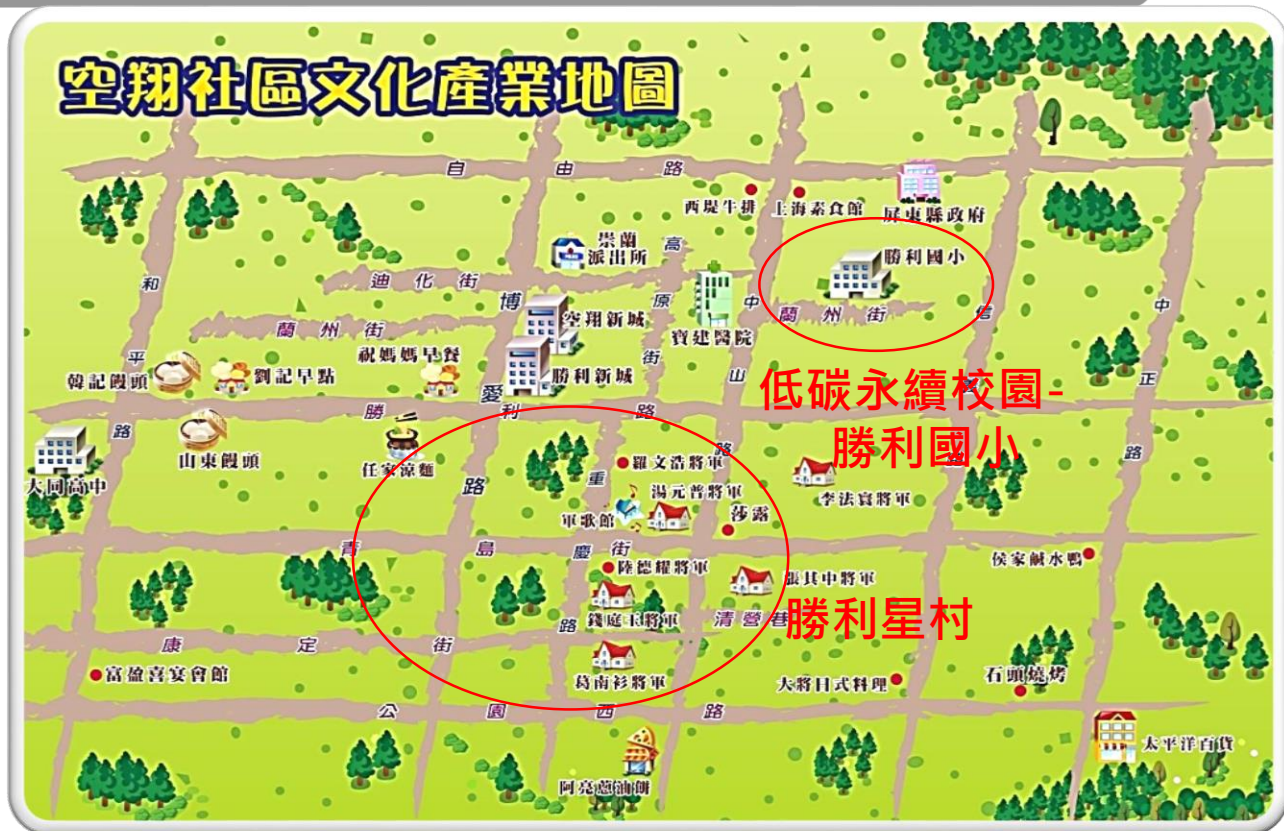 空翔社區文化產業地圖
自由路
西堤牛排
上海素食館
屏東縣政府
崇蘭
派出所
高原街
勝利國小
和平路
迪化街
博愛路
中山路
蘭州街
信義路
中正路
空翔新城
寶建醫院
蘭州街
祝媽媽早餐
韓記饅頭
劉記早點
勝利新城
低碳永續校園-
勝利國小
勝利路
大同高中
山東饅頭
任家涼麵
重慶路
羅文浩將軍
湯元普將軍
李法寰將軍
軍歌館
莎露
青島街
陸德耀將軍
侯家鹹水鴨
張其中將軍
錢庭玉將軍
清營巷
勝利星村
康定街
富盈喜宴會館
葛南杉將軍
大將日式料理
石頭燒烤
公園西路
太平洋百貨
阿亮蔥油餅